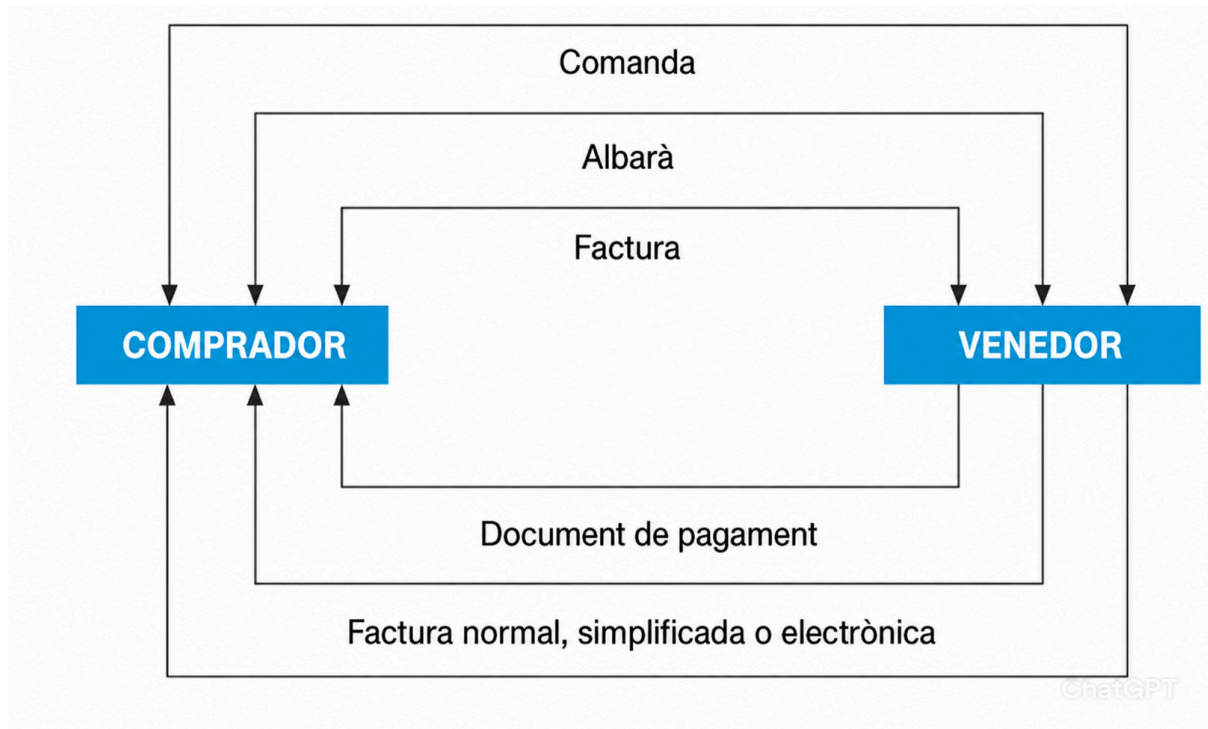 Comanda
Albarà
Factura
COMPRADOR
VENEDOR
Document de pagament
Factura normal, simplificada o electrònica
ChatGPT